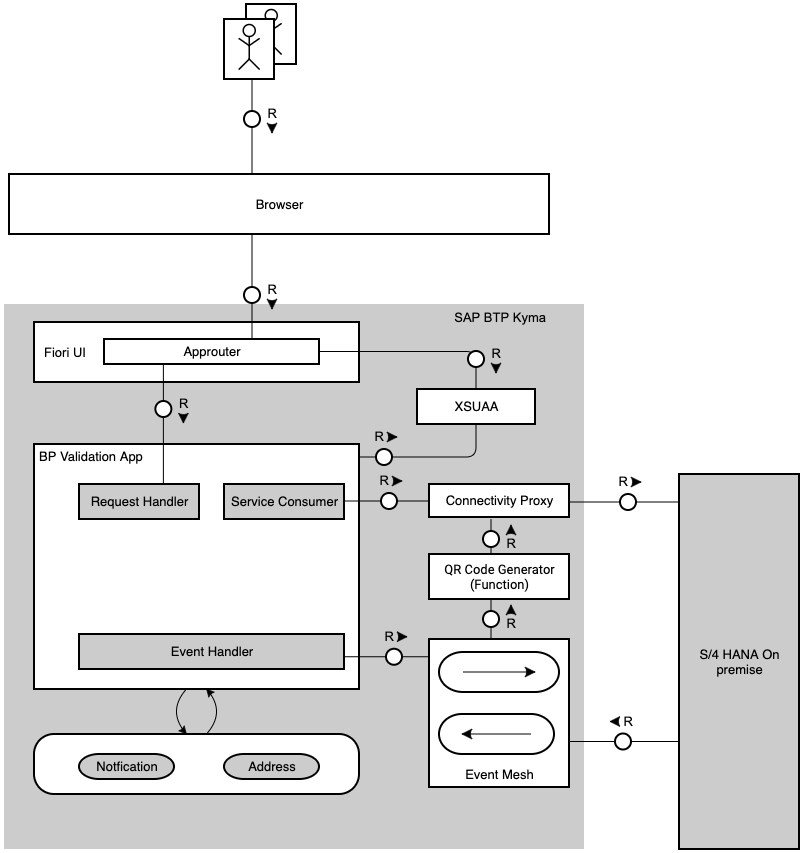 R
Browser
R
SAP BTP Kyma
Fiori UI
Approuter
R
R
XSUAA
R
BP Validation App
R
R
Request Handler
Service Consumer
Connectivity Proxy
R
QR Code Generator
(Function)
R
R
Event Handler
S/4 HANA On
premise
R
Notfication
Address
Event Mesh